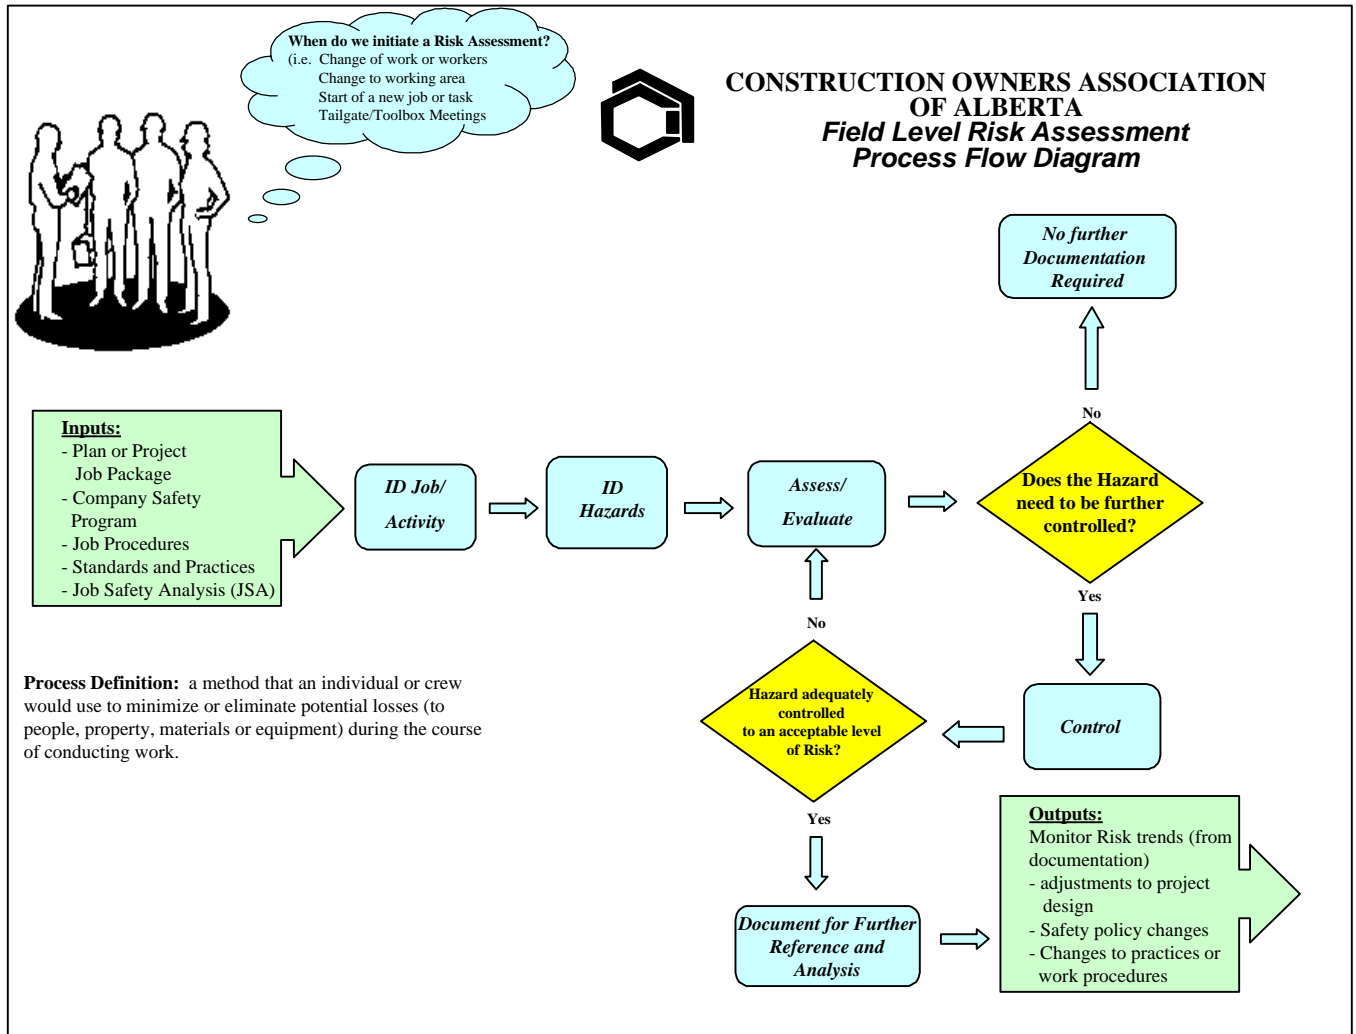 When do we initiate a Risk Assessment?
(i.e. Change of work or workers
Change to working area
Start of a new job or task
Tailgate/Toolbox Meetings
CONSTRUCTION OWNERS ASSOCIATION
OF ALBERTA
Field Level Risk Assessment
Process Flow Diagram
No further
Documentation
Required
No
Inputs:
- Plan or Project
Job Package
- Company Safety
Program
- Job Procedures
- Standards and Practices
- Job Safety Analysis (JSA)
ID Job/
Activity
ID
Hazards
Assess/
Evaluate
Does the Hazard
need to be further
controlled?
Yes
No
Process Definition: a method that an individual or crew
would use to minimize or eliminate potential losses (to
people, property, materials or equipment) during the course
of conducting work.
Hazard adequately
controlled
to an acceptable level
of Risk?
Control
Yes
Document for Further
Reference and
Analysis
Outputs:
Monitor Risk trends (from
documentation)
- adjustments to project
design
- Safety policy changes
- Changes to practices or
work procedures